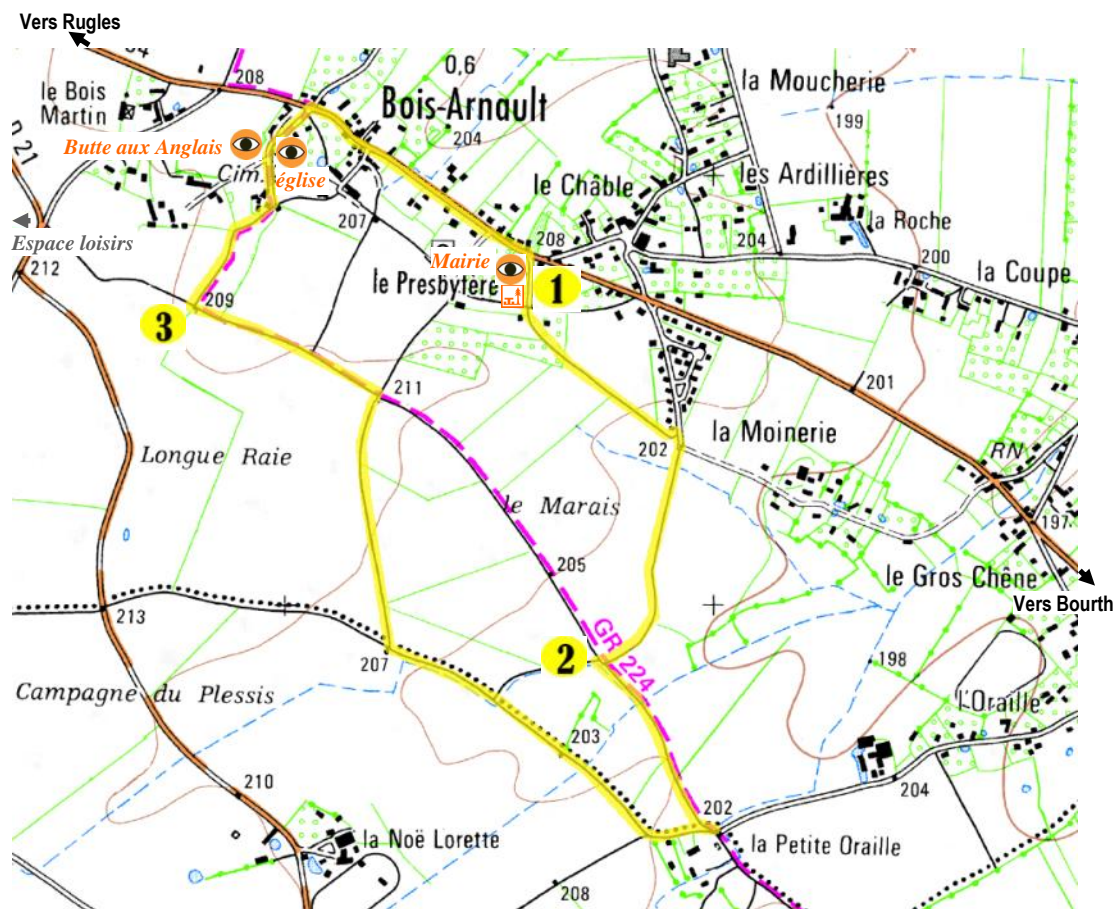 Vers Rugles
208
0,6
le Bois
Martin
Bois-Arnault
la Moucherie
199
Butte aux Anglais
204
D 21
Cim.
église
le Châble
les Ardillières
la Roche
207
208
204
200
Espace loisirs
212
Mairie
la Coupe
le Presbytère
1
209
3
211
201
Longue Raie
202
la Moinerie
RN
le Marais
197
205
le Gros Chêne
Vers Bourth
213
GR 224
2
207
198
Campagne du Plessis
l'Oraille
203
210
202
204
la Noë Lorette
la Petite Oraille
208